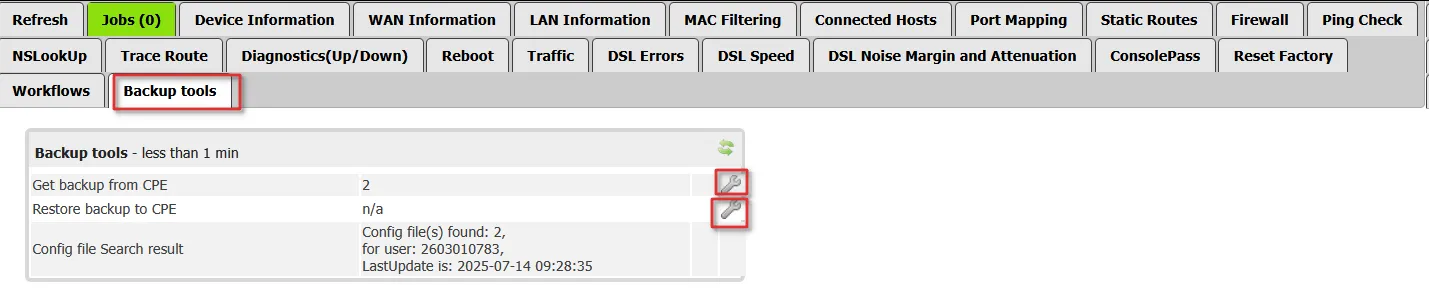 Refresh Jobs (0) Device Information WAN Information LAN Information MAC Filtering Connected Hosts Port Mapping Static Routes Firewall Ping Check
NSLookUp Trace Route Diagnostics(Up/Down) Reboot Traffic DSL Errors DSL Speed DSL Noise Margin and Attenuation ConsolePass Reset Factory
Workflows Backup tools
Backup tools - less than 1 min
Get backup from CPE 2
Restore backup to CPE n/a
Config file Search result Config file(s) found: 2,
for user: 2603010783,
LastUpdate is: 2025-07-14 09:28:35